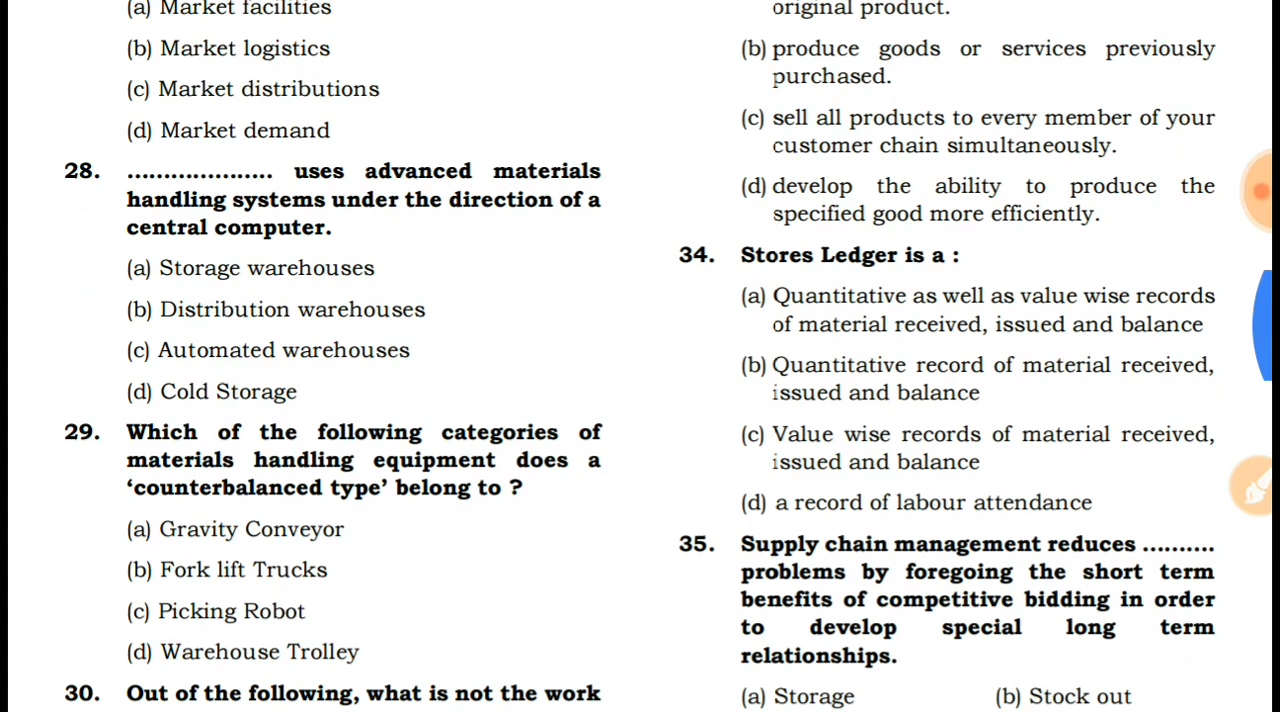 (a) Market facilities
(b) Market logistics
(c) Market distributions
(d) Market demand
28. .................... uses advanced materials
handling systems under the direction of a
central computer.
(a) Storage warehouses
(b) Distribution warehouses
(c) Automated warehouses
(d) Cold Storage
29. Which of the following categories of
materials handling equipment does a
‘counterbalanced type’ belong to ?
(a) Gravity Conveyor
(b) Fork lift Trucks
(c) Picking Robot
(d) Warehouse Trolley
30. Out of the following, what is not the work
original product.
(b) produce goods or services previously
purchased.
(c) sell all products to every member of your
customer chain simultaneously.
(d) develop the ability to produce the
specified good more efficiently.
34. Stores Ledger is a :
(a) Quantitative as well as value wise records
of material received, issued and balance
(b) Quantitative record of material received,
issued and balance
(c) Value wise records of material received,
issued and balance
(d) a record of labour attendance
35. Supply chain management reduces ..........
problems by foregoing the short term
benefits of competitive bidding in order
to develop special long term
relationships.
(a) Storage (b) Stock out